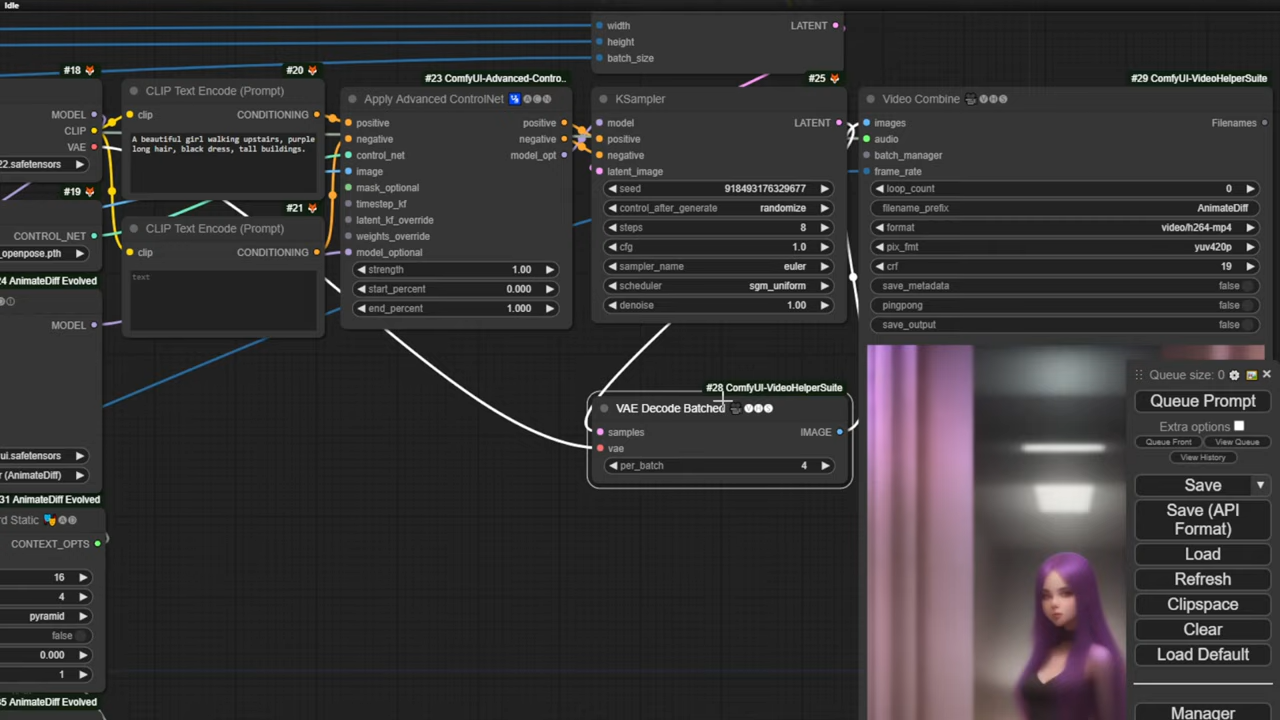 Idle
width
LATENT
height
batch_size
#18
#20
#23 ComfyUI-Advanced-Contro..
#25
#29 ComfyUI-VideoHelperSuite
CLIP Text Encode (Prompt)
Apply Advanced ControlNet
KSampler
Video Combine
MODEL
CLIP
VAE
22.safetensors
clip
CONDITIONING
A beautiful girl walking upstairs, purple
long hair, black dress, tall buildings.
positive
negative
control_net
image
mask_optional
timestep_kf
latent_kf_override
weights_override
model_optional
positive
negative
model_opt
strength 1.00
start_percent 0.000
end_percent 1.000
model
LATENT
positive
negative
latent_image
seed 918493176329677
control_after_generate randomize
steps 8
cfg 1.0
sampler_name euler
scheduler sgm_uniform
denoise 1.00
images
Filenames
audio
batch_manager
frame_rate
loop_count 0
filename_prefix AnimateDiff
format video/h264-mp4
pix_fmt yuv420p
crf 19
save_metadata false
pingpong false
save_output false
#19
CONTROL_NET
_openpose.pth
#21
CLIP Text Encode (Prompt)
clip
CONDITIONING
text
24 AnimateDiff Evolved
MODEL
ui.safetensors
(AnimateDiff)
31 AnimateDiff Evolved
rd Static
CONTEXT_OPTS
16
4
pyramid
false
0.000
1
35 AnimateDiff Evolved
#28 ComfyUI-VideoHelperSuite
VAE Decode Batched
samples
IMAGE
vae
per_batch 4
Queue size: 0
Queue Prompt
Extra options
Queue Front
View Queue
View History
Save
Save (API
Format)
Load
Refresh
Clipspace
Clear
Load Default
Manager